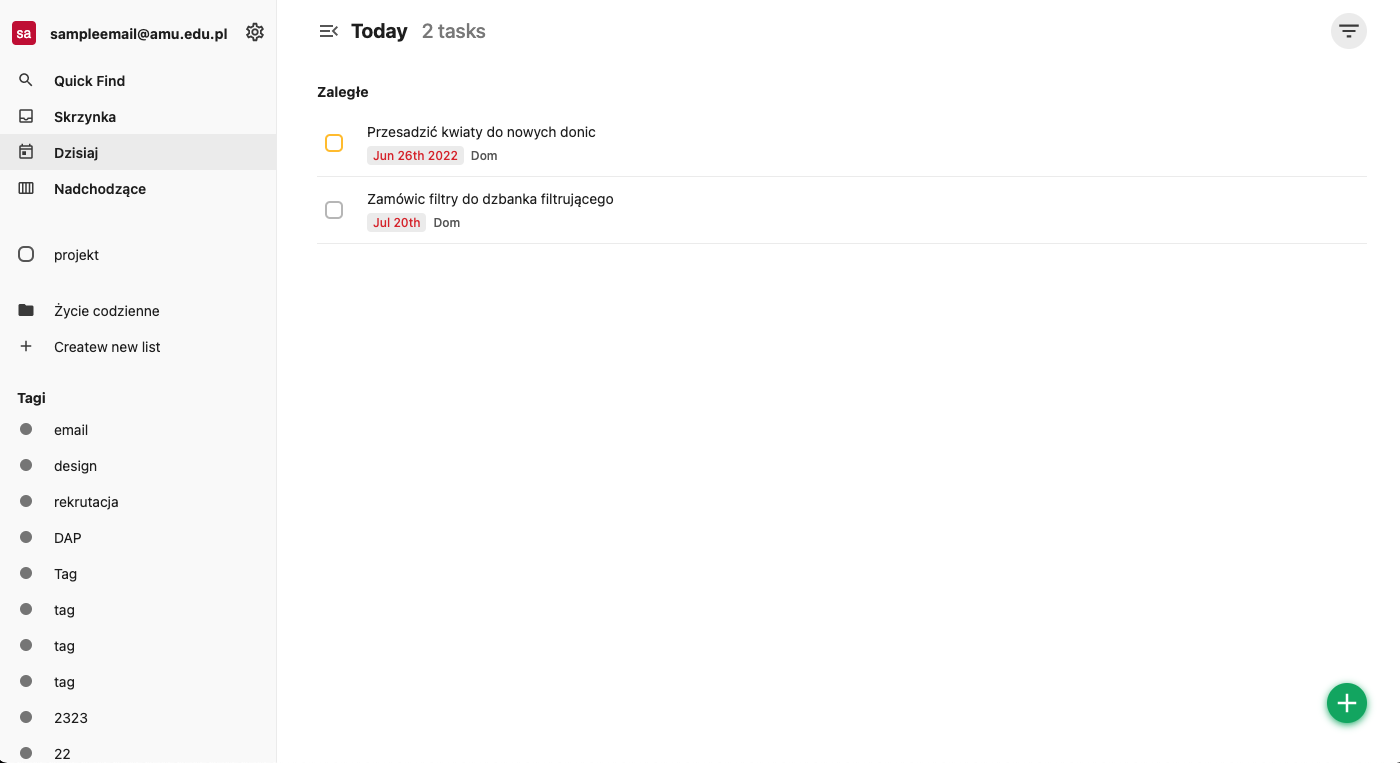 sa sampleemail@amu.edu.pl
Quick Find
Skrzynka
Dzisiaj
Nadchodzące
projekt
Życie codzienne
Createw new list
Tagi
email
design
rekrutacja
DAP
Tag
tag
tag
tag
2323
22
Today 2 tasks
Zaległe
Przesadzić kwiaty do nowych donic
Jun 26th 2022 Dom
Zamówic filtry do dzbanka filtrującego
Jul 20th Dom